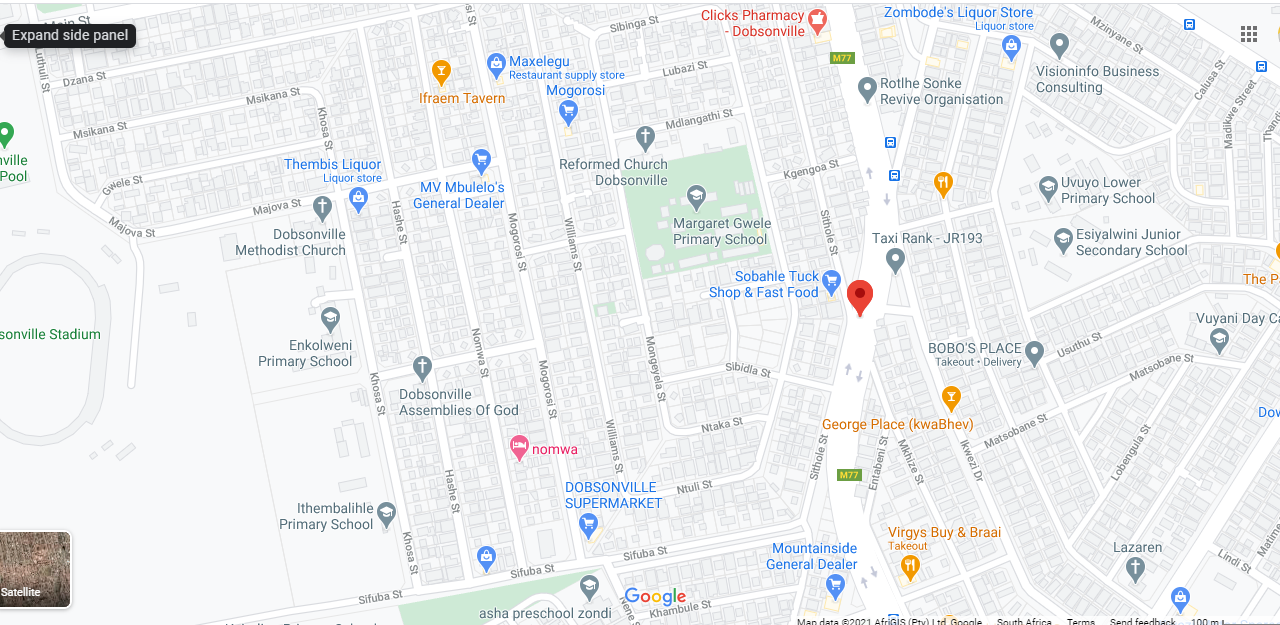 Main St
Expand side panel
Luthuli St
Dzana St
Msikana St
Msikana St
Khosa St
Gwele St
Majova St
Majova St
nville
Pool
Ifraem Tavern
Maxelegu
Restaurant supply store
Mogorosi
Sibinga St
Lubazi St
Mdlangathi St
Clicks Pharmacy
- Dobsonville
M77
Zombode's Liquor Store
Liquor store
Mzinyane St
Visioninfo Business
Consulting
Calusa St
Madikwe Street
Thandi
Rotlhe Sonke
Revive Organisation
Thembis Liquor
Liquor store
MV Mbulelo's
General Dealer
Reformed Church
Dobsonville
Kgengoa St
Margaret Gwele
Primary School
Uvuyo Lower
Primary School
Esiyalwini Junior
Secondary School
Dobsonville
Methodist Church
Hashe St
Mogorosi St
Williams St
Sithole St
Taxi Rank - JR193
Sobahle Tuck
Shop & Fast Food
The P
sonville Stadium
Enkolweni
Primary School
Nomwa St
Mongeyela St
Sibidla St
BOBO'S PLACE
Takeout • Delivery
Usuthu St
Vuyani Day Ca
Matsobane St
Khosa St
Dobsonville
Assemblies Of God
Mogorosi St
Williams St
Ntaka St
George Place (kwaBhev)
Matsobane St
Dow
nomwa
Sithole St
Entabeni St
Mkhize St
Ikwezi Dr
Lobengula St
M77
Hashe St
DOBSONVILLE
SUPERMARKET
Ntuli St
Ithembalihle
Primary School
Khosa St
Virgys Buy & Braai
Takeout
Mountainside
General Dealer
Lazaren
Lindi St
Sifuba St
Sifuba St
Sifuba St
Satellite
asha preschool zondi
Google
Khambule St
Map data ©2021 AfriGIS (Pty) Ltd, Google South Africa Terms Send feedback 100 m